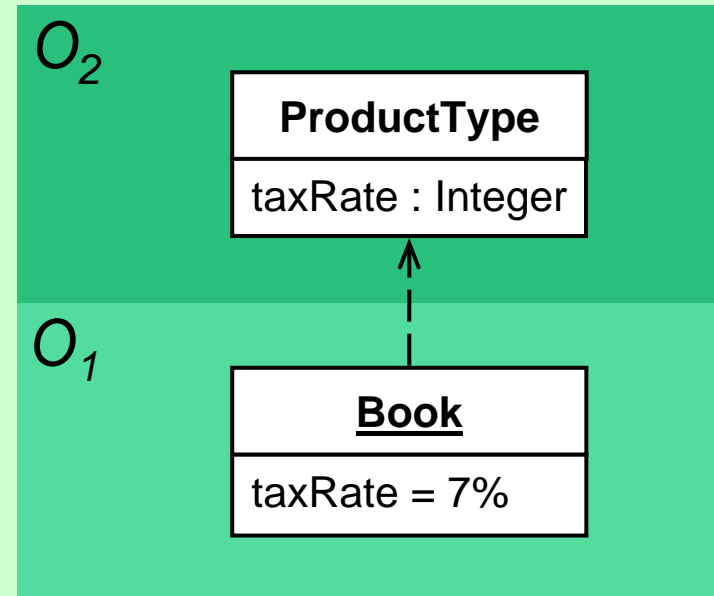 O2
ProductType
taxRate : Integer
O1
Book
taxRate = 7%